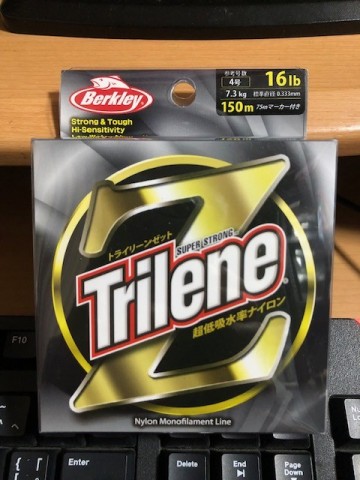 Berkley
Strong & Tough
Hi-Sensitivity
参考号数
4号
16lb
7.3kg
標準直径 0.333mm
150m
75mマーカー付き
トライリーンゼット
SUPER STRONG
Trilene
超低吸水率ナイロン
Nylon Monofilament Line
F10
Enter
Delete
End
Page
Down